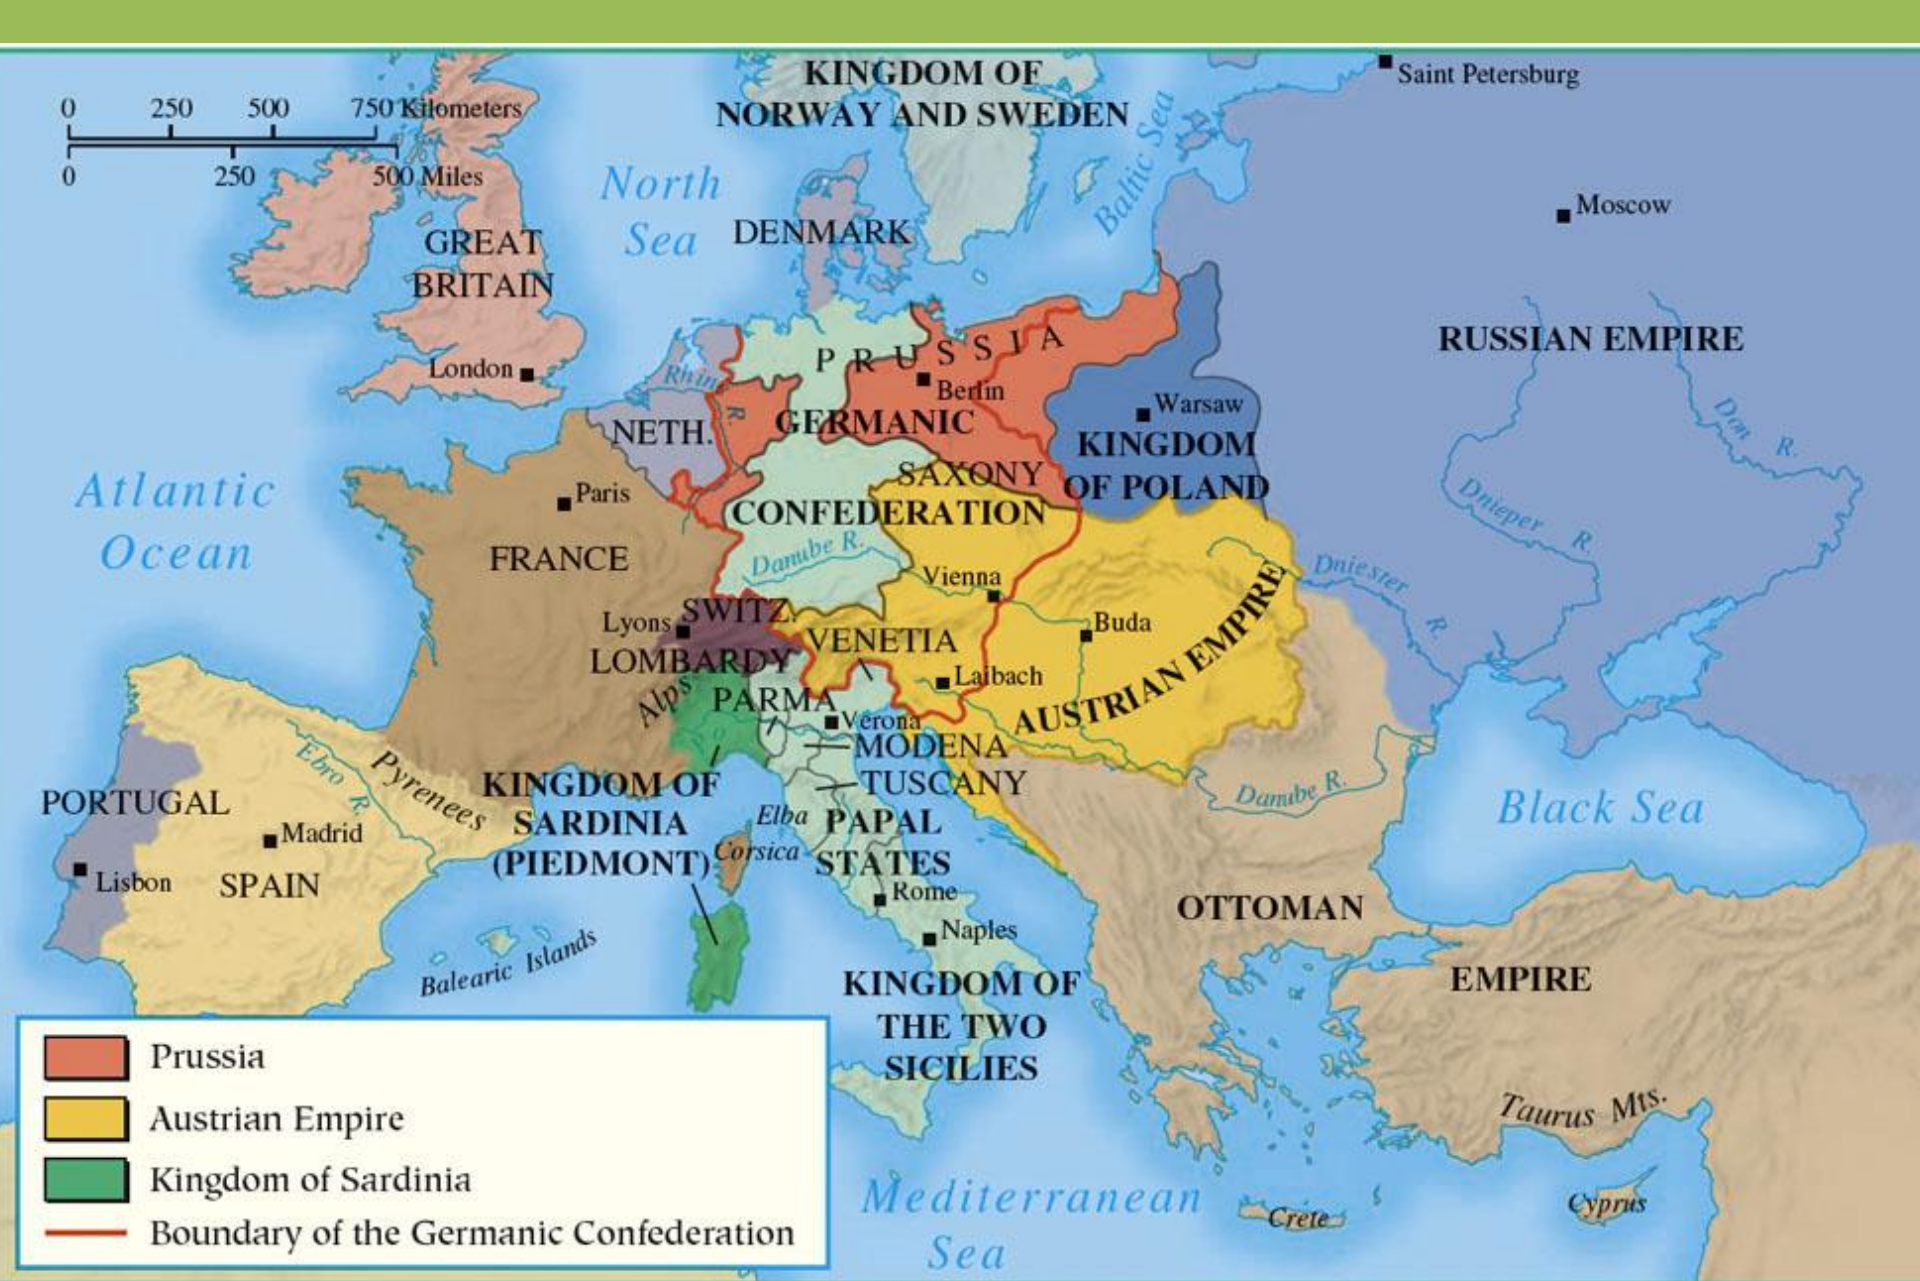 KINGDOM OF
NORWAY AND SWEDEN
Saint Petersburg
0 250 500 750 Kilometers
0 250 500 Miles
North
Sea
Baltic Sea
Moscow
DENMARK
GREAT
BRITAIN
London
RUSSIAN EMPIRE
PRUSSIA
Berlin
Rhine
R.
GERMANIC
NETH.
Warsaw
KINGDOM
OF POLAND
Don R.
SAXONY
CONFEDERATION
Atlantic
Ocean
Paris
FRANCE
Danube R.
Dnieper R.
Dniester R.
Vienna
Buda
AUSTRIAN EMPIRE
Lyons
SWITZ.
LOMBARDY
VENETIA
Laibach
Alps
PARMA
Verona
MODENA
TUSCANY
Ebro R.
Pyrenees
PORTUGAL
Madrid
Lisbon
SPAIN
KINGDOM OF
SARDINIA
(PIEDMONT)
Elba
Corsica
PAPAL
STATES
Rome
Naples
Danube R.
Black Sea
OTTOMAN
EMPIRE
Balearic Islands
KINGDOM OF
THE TWO
SICILIES
Taurus Mts.
Mediterranean
Sea
Crete
Cyprus
Prussia
Austrian Empire
Kingdom of Sardinia
Boundary of the Germanic Confederation